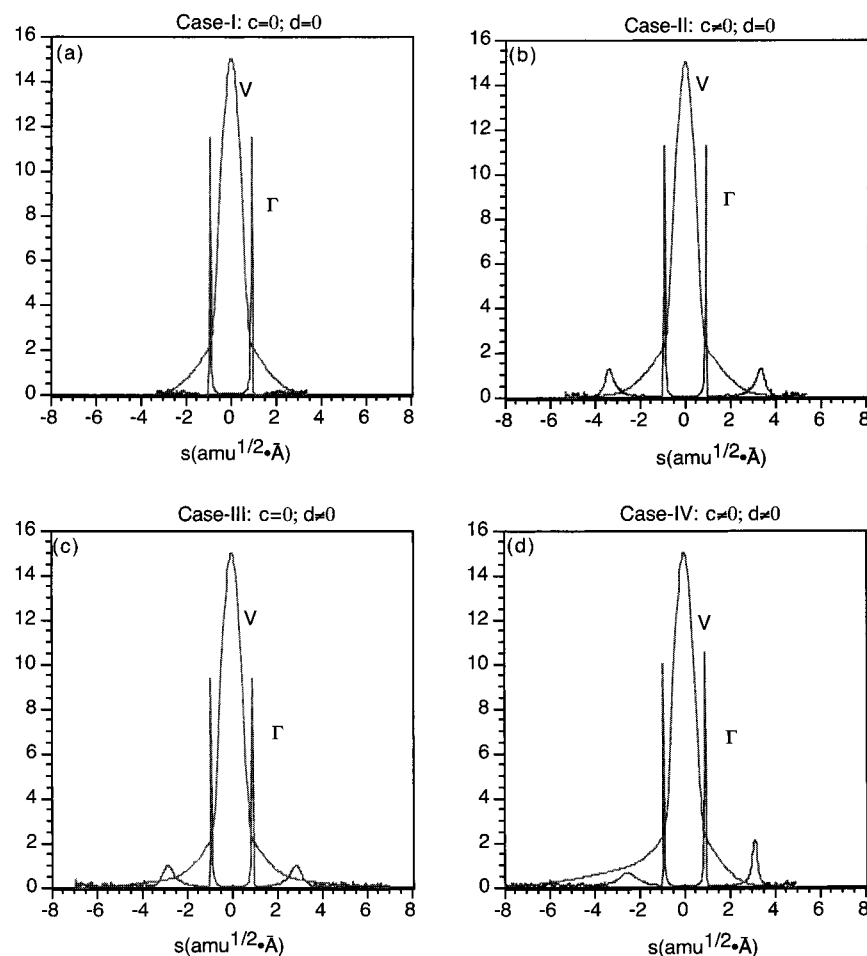 Case-I: c=0; d=0
(a)
16
14
12
10
8
6
4
2
0
V
Γ
-8 -6 -4 -2 0 2 4 6 8
s(amu1/2•Å)
Case-II: c≠0; d=0
(b)
16
14
12
10
8
6
4
2
0
V
Γ
-8 -6 -4 -2 0 2 4 6 8
s(amu1/2•Å)
Case-III: c=0; d≠0
(c)
16
14
12
10
8
6
4
2
0
V
Γ
-8 -6 -4 -2 0 2 4 6 8
s(amu1/2•Å)
Case-IV: c≠0; d≠0
(d)
16
14
12
10
8
6
4
2
0
V
Γ
-8 -6 -4 -2 0 2 4 6 8
s(amu1/2•Å)